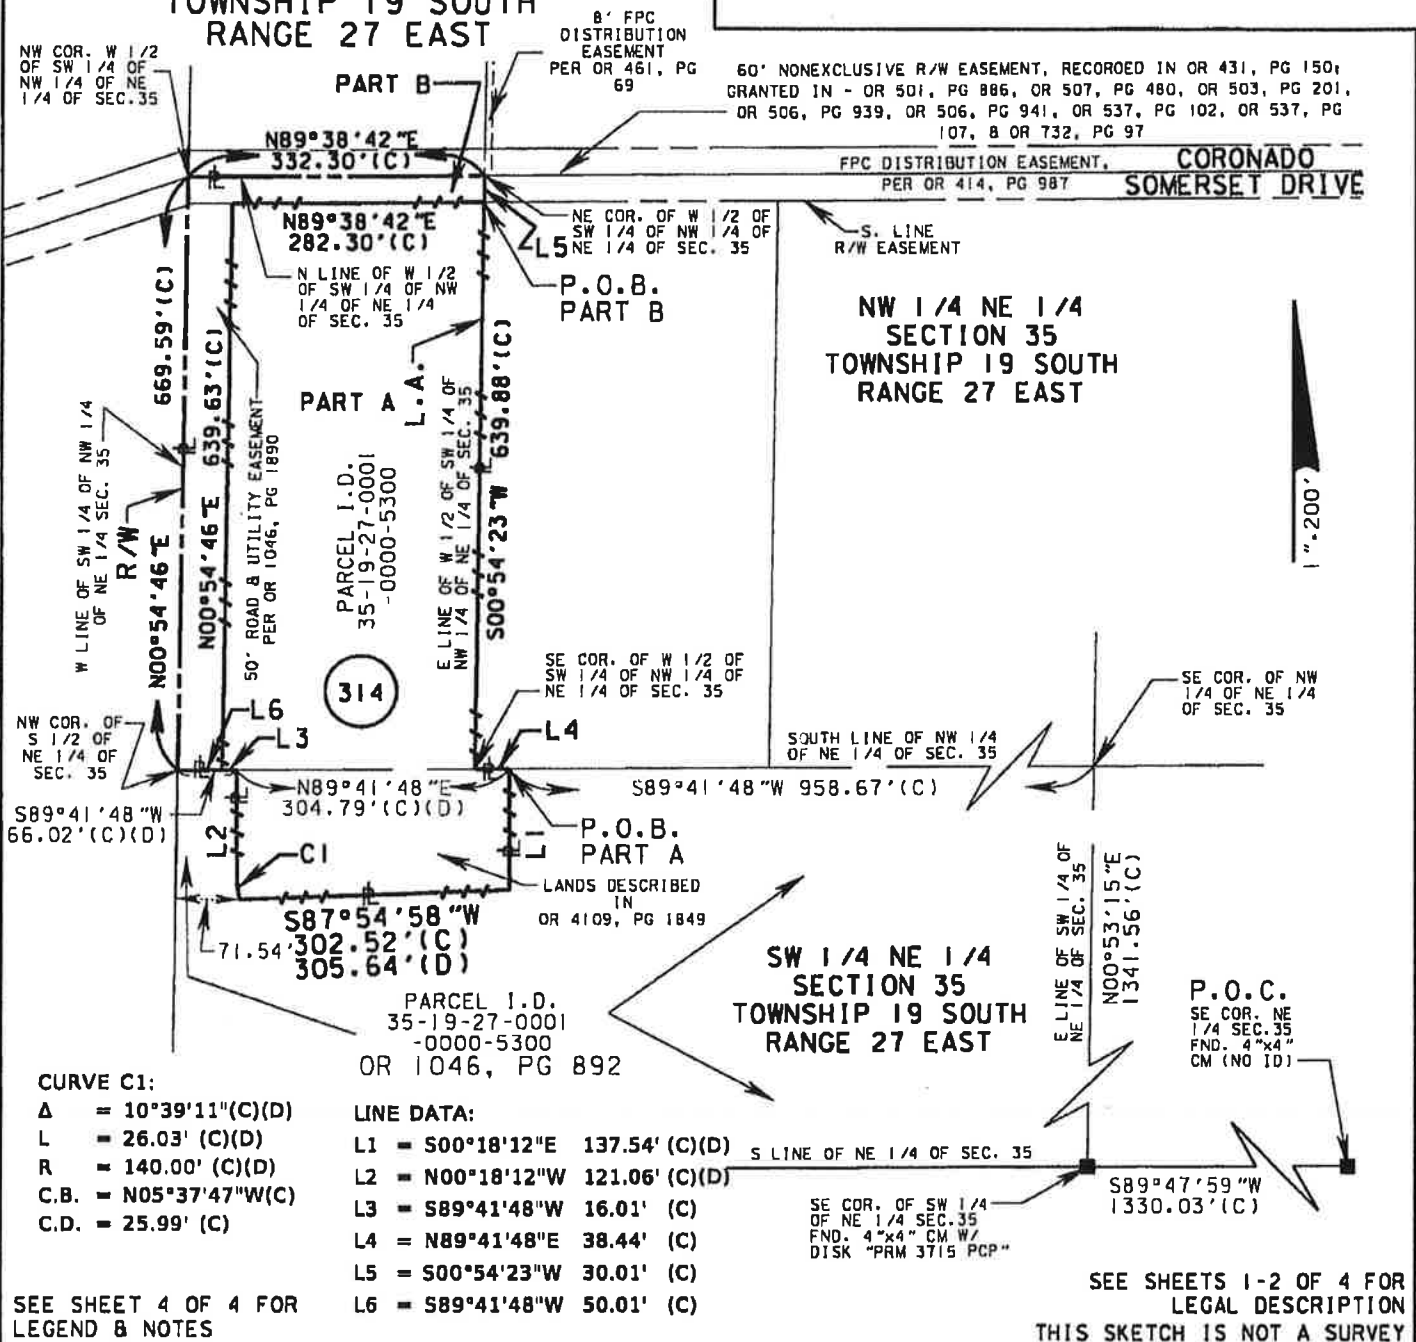 TOWNSHIP 19 SOUTH
RANGE 27 EAST
NW COR. W 1/2
OF SW 1/4 OF
NW 1/4 OF NE
1/4 OF SEC.35
PART B
8' FPC
DISTRIBUTION
EASEMENT
PER OR 461, PG
69
60' NONEXCLUSIVE R/W EASEMENT, RECOROED IN OR 431, PG 150;
GRANTED IN - OR 501, PG 886, OR 507, PG 480, OR 503, PG 201,
OR 506, PG 939, OR 506, PG 941, OR 537, PG 102, OR 537, PG
107, & OR 732, PG 97
N89°38'42"E
332.30'(C)
FPC DISTRIBUTION EASEMENT,
PER OR 414, PG 987
CORONADO
SOMERSET DRIVE
N89°38'42"E
282.30'(C)
L5
NE COR. OF W 1/2 OF
SW 1/4 OF NW 1/4 OF
NE 1/4 OF SEC. 35
S. LINE
R/W EASEMENT
N LINE OF W 1/2
OF SW 1/4 OF NW
1/4 OF NE 1/4
OF SEC. 35
P.O.B.
PART B
NW 1/4 NE 1/4
SECTION 35
TOWNSHIP 19 SOUTH
RANGE 27 EAST
669.59'(C)
N00°54'46"E
639.63'(C)
N00°54'46"E
W LINE OF SW 1/4 OF NW 1/4
OF NE 1/4 SEC. 35
R/W
50' ROAD & UTILITY EASEMENT
PER OR 1046, PG 1890
PART A
L.A.
PARCEL I.D.
35-19-27-0001
-0000-5300
E LINE OF W 1/2 OF SW 1/4 OF
NW 1/4 OF NE 1/4 OF SEC. 35
S00°54'23"W 639.88'(C)
1"=200'
314
SE COR. OF W 1/2 OF
SW 1/4 OF NW 1/4 OF
NE 1/4 OF SEC. 35
SE COR. OF NW
1/4 OF NE 1/4
OF SEC. 35
L6
L3
L4
NW COR. OF
S 1/2 OF
NE 1/4 OF
SEC. 35
SOUTH LINE OF NW 1/4
OF NE 1/4 OF SEC. 35
S89°41'48"W
66.02'(C)(D)
N89°41'48"E
304.79'(C)(D)
S89°41'48"W 958.67'(C)
P.O.B.
PART A
L2
L1
C1
LANDS DESCRIBED
IN
OR 4109, PG 1849
71.54'
S87°54'58"W
302.52'(C)
305.64'(D)
E LINE OF SW 1/4 OF
NE 1/4 OF SEC. 35
N00°53'15"E
1341.56'(C)
SW 1/4 NE 1/4
SECTION 35
TOWNSHIP 19 SOUTH
RANGE 27 EAST
P.O.C.
SE COR. NE
1/4 SEC.35
FND. 4"x4"
CM (NO ID)
PARCEL I.D.
35-19-27-0001
-0000-5300
OR 1046, PG 892
CURVE C1:
Δ = 10°39'11"(C)(D)
L = 26.03' (C)(D)
R = 140.00' (C)(D)
C.B. = N05°37'47"W(C)
C.D. = 25.99' (C)
LINE DATA:
L1 = S00°18'12"E 137.54' (C)(D)
L2 = N00°18'12"W 121.06' (C)(D)
L3 = S89°41'48"W 16.01' (C)
L4 = N89°41'48"E 38.44' (C)
L5 = S00°54'23"W 30.01' (C)
L6 = S89°41'48"W 50.01' (C)
S LINE OF NE 1/4 OF SEC. 35
S89°47'59"W
1330.03'(C)
SE COR. OF SW 1/4
OF NE 1/4 SEC.35
FND. 4"x4" CM W/
DISK "PRM 3715 PCP"
SEE SHEET 4 OF 4 FOR
LEGEND & NOTES
SEE SHEETS 1-2 OF 4 FOR
LEGAL DESCRIPTION
THIS SKETCH IS NOT A SURVEY